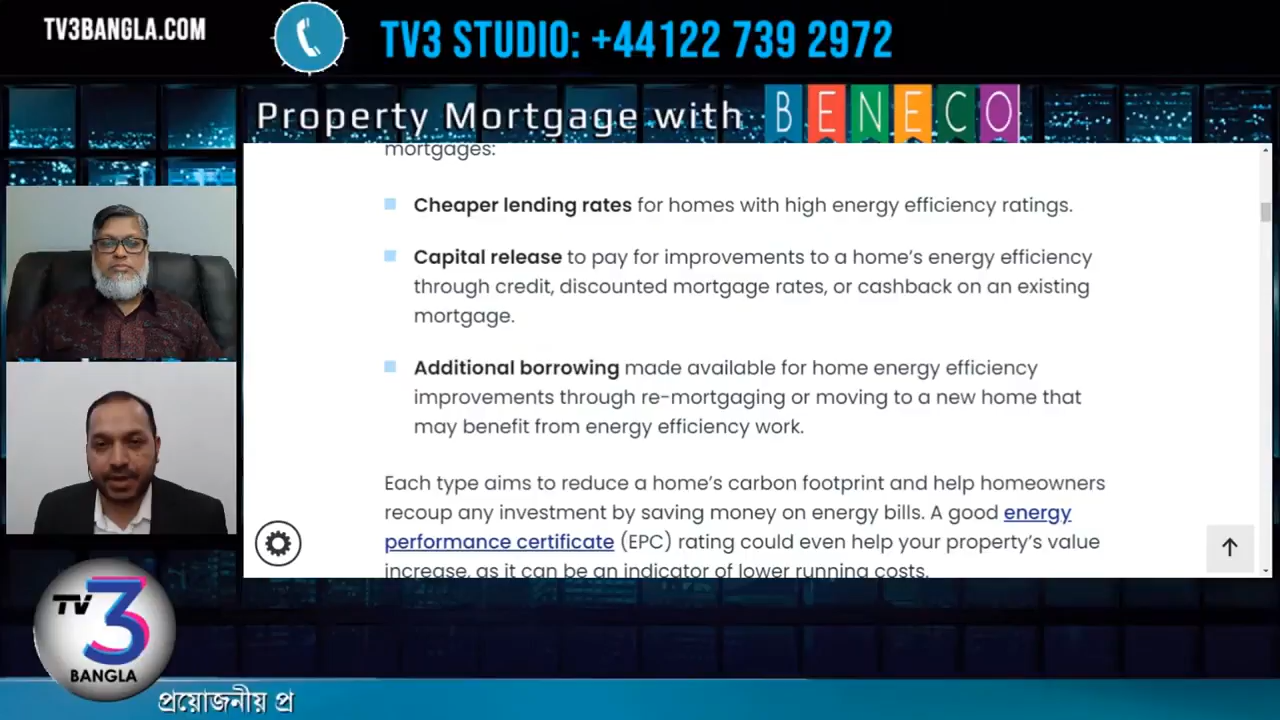 TV3BANGLA.COM
TV3 STUDIO: +44122 739 2972
Property Mortgage with BENECO
mortgages:
Cheaper lending rates for homes with high energy efficiency ratings.
Capital release to pay for improvements to a home's energy efficiency
through credit, discounted mortgage rates, or cashback on an existing
mortgage.
Additional borrowing made available for home energy efficiency
improvements through re-mortgaging or moving to a new home that
may benefit from energy efficiency work.
Each type aims to reduce a home's carbon footprint and help homeowners
recoup any investment by saving money on energy bills. A good energy
performance certificate (EPC) rating could even help your property's value
increase, as it can be an indicator of lower running costs.
TV3
BANGLA
প্রয়োজনীয় প্র